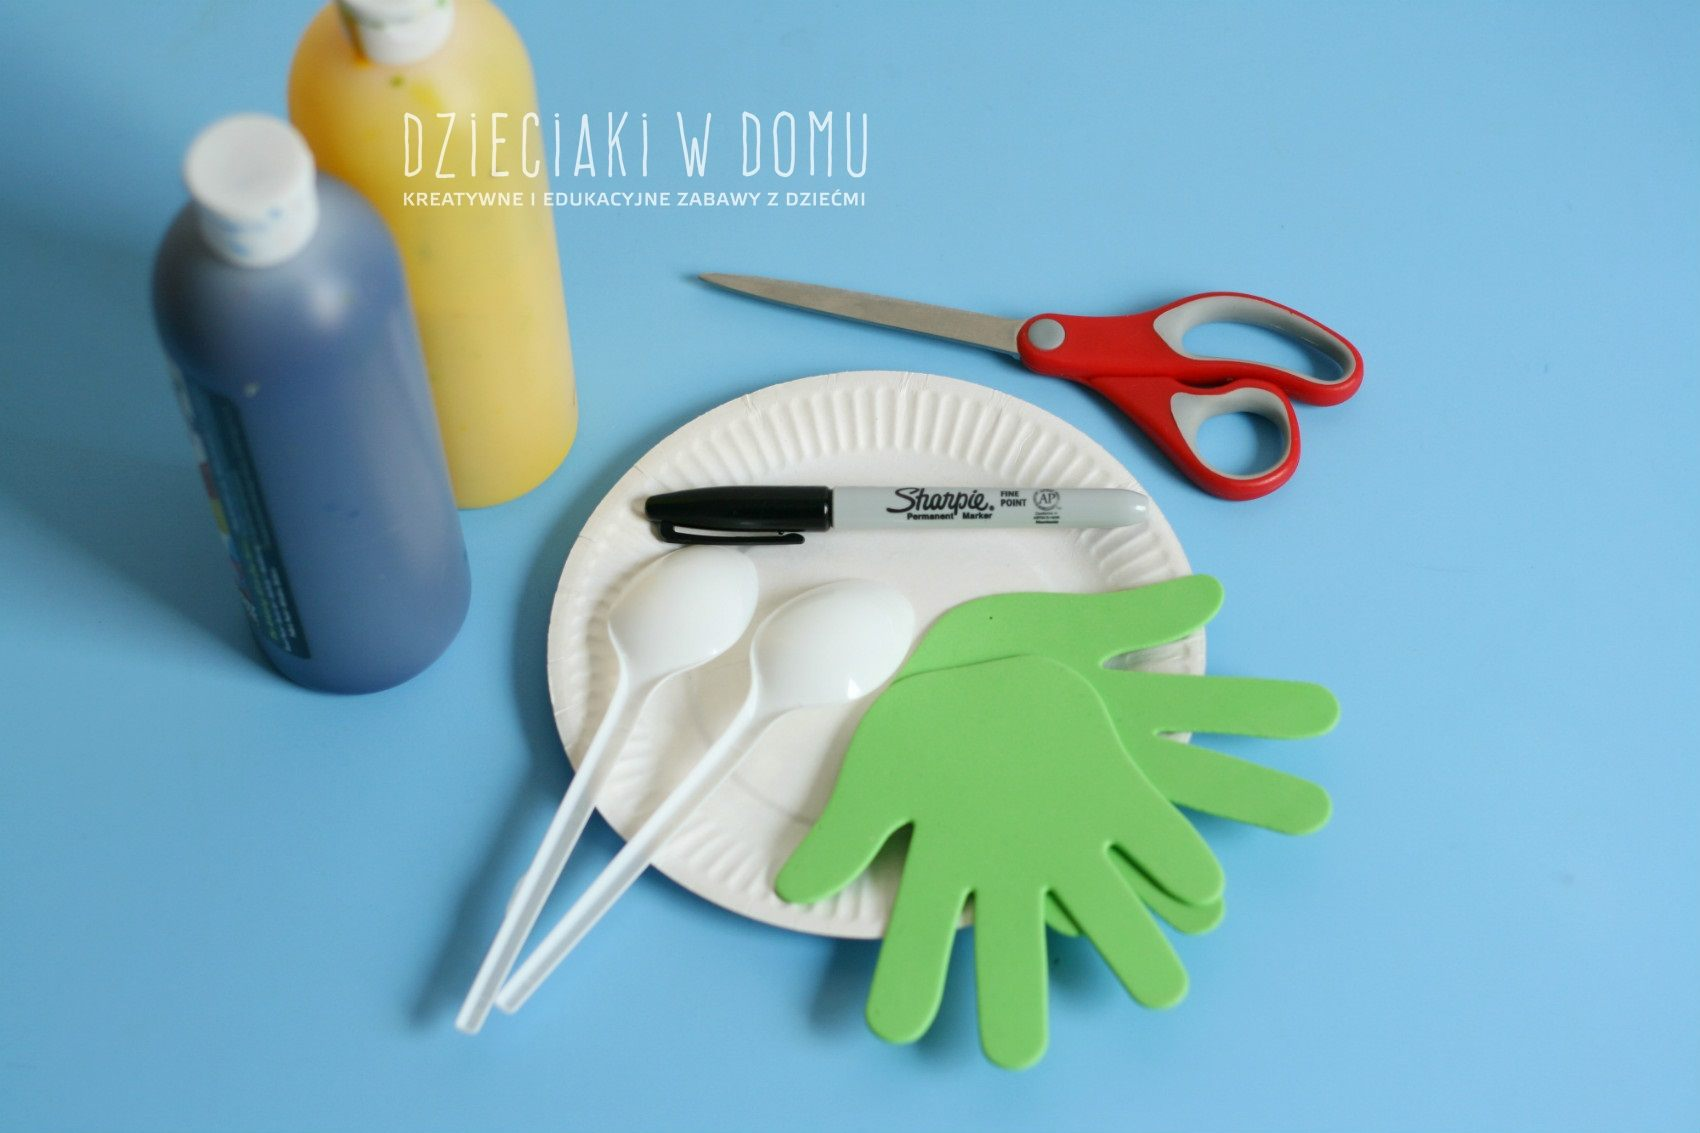 DZIECIAKI W DOMU
KREATYWNE I EDUKACYJNE ZABAWY Z DZIEĆMI
Sharpie.
FINE
POINT
AP
Permanent Marker